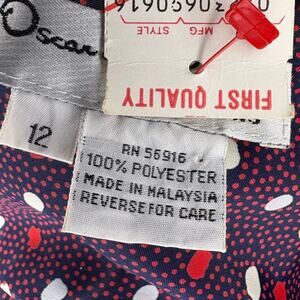 Oscar
MFG
STYLE
FIRST QUALITY
12
RN 56916
100% POLYESTER
MADE IN MALAYSIA
REVERSE FOR CARE